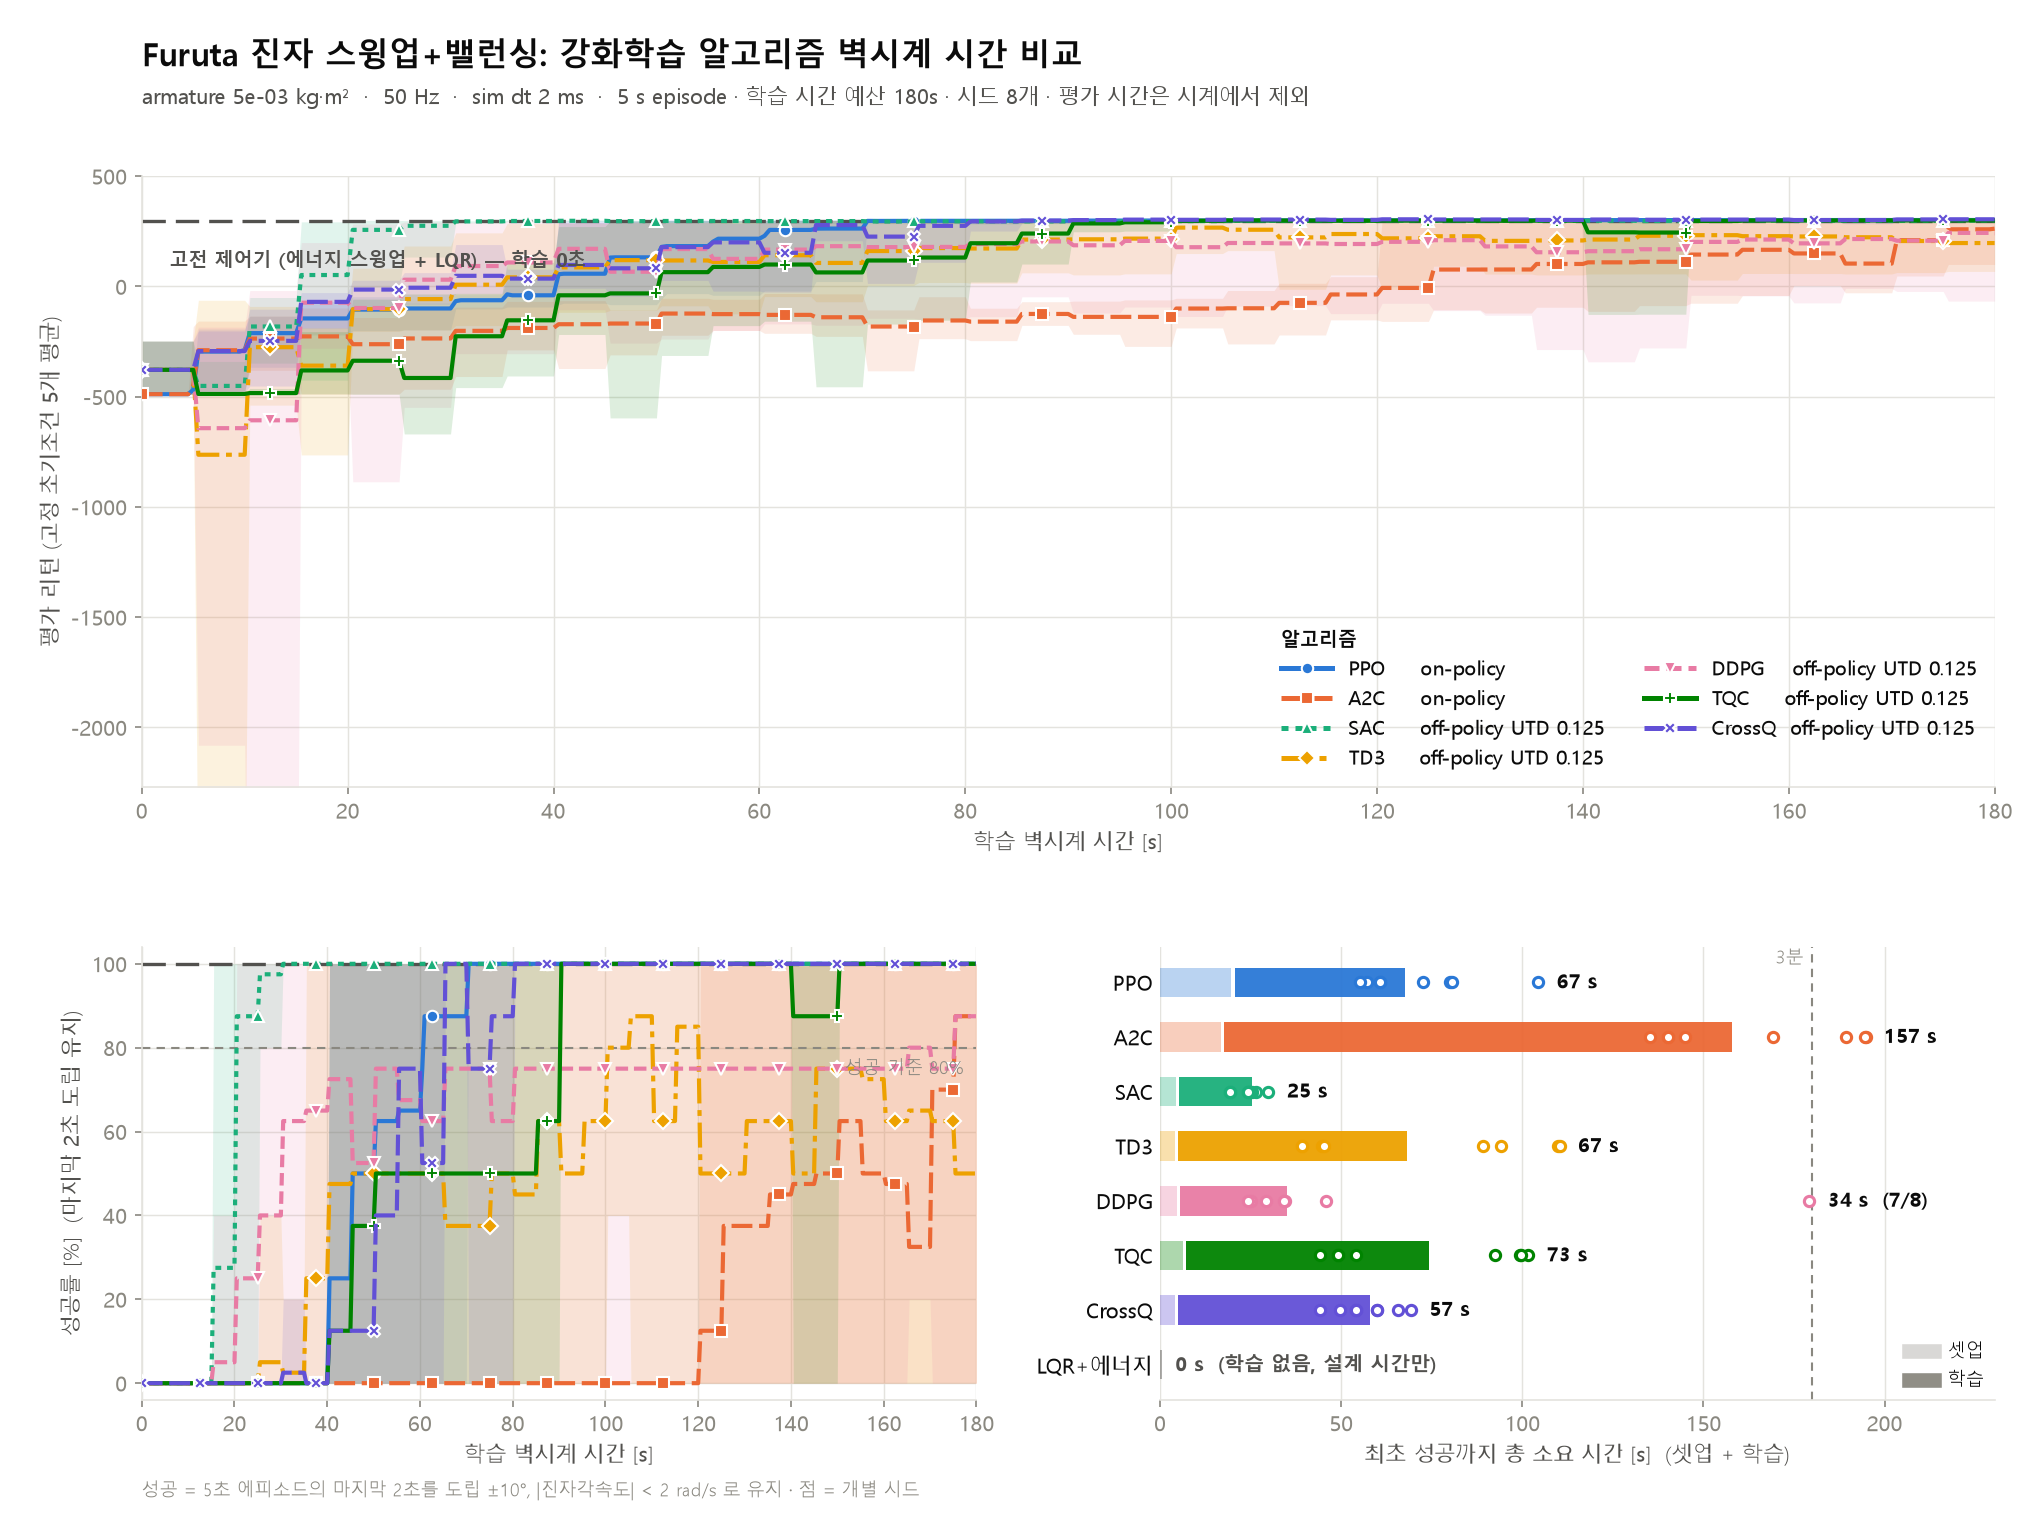 Furuta 진자 스윙업+밸런싱: 강화학습 알고리즘 벽시계 시간 비교
armature 5e-03 kg·m² · 50 Hz · sim dt 2 ms · 5 s episode · 학습 시간 예산 180s · 시드 8개 · 평가 시간은 시계에서 제외
평가 리턴 (고정 초기조건 5개 평균)
500
0
-500
-1000
-1500
-2000
고전 제어기 (에너지 스윙업 + LQR) — 학습 0초
알고리즘
PPO on-policy
A2C on-policy
SAC off-policy UTD 0.125
TD3 off-policy UTD 0.125
DDPG off-policy UTD 0.125
TQC off-policy UTD 0.125
CrossQ off-policy UTD 0.125
0 20 40 60 80 100 120 140 160 180
학습 벽시계 시간 [s]
성공률 [%] (마지막 2초 도립 유지)
100
80
60
40
20
0
성공 기준 80%
0 20 40 60 80 100 120 140 160 180
학습 벽시계 시간 [s]
성공 = 5초 에피소드의 마지막 2초를 도립 ±10°, |진자각속도| < 2 rad/s 로 유지 · 점 = 개별 시드
3분
PPO 67 s
A2C 157 s
SAC 25 s
TD3 67 s
DDPG 34 s (7/8)
TQC 73 s
CrossQ 57 s
LQR+에너지 0 s (학습 없음, 설계 시간만)
셋업
학습
0 50 100 150 200
최초 성공까지 총 소요 시간 [s] (셋업 + 학습)